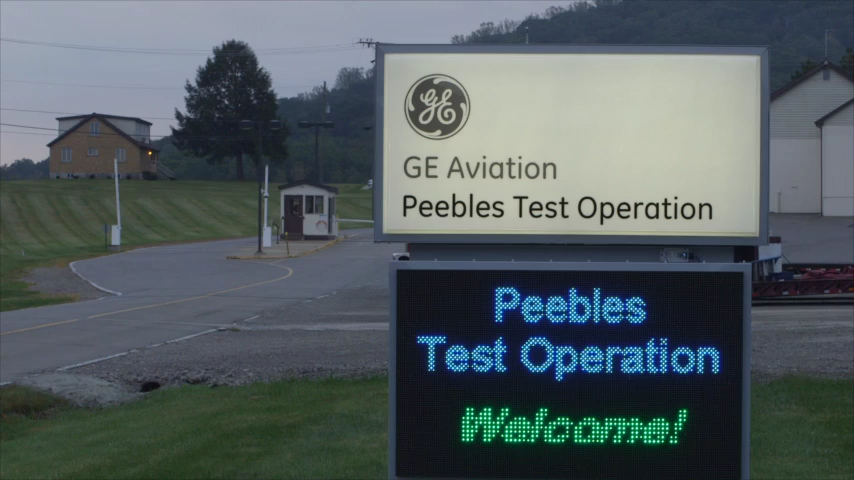 GE
GE Aviation
Peebles Test Operation
Peebles
Test Operation
Welcome!